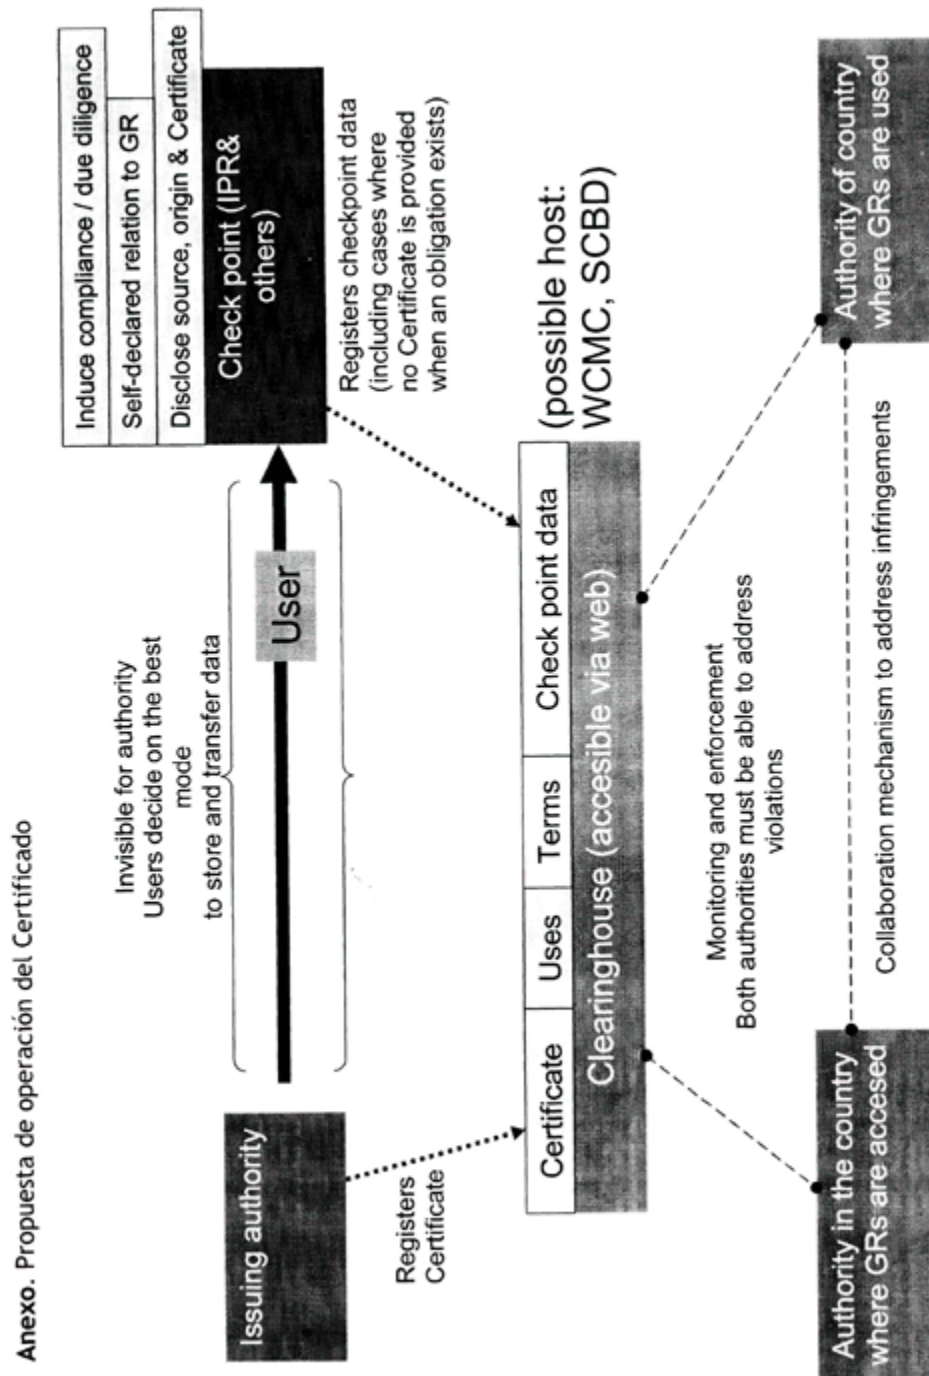 Anexo. Propuesta de operación del Certificado
Induce compliance / due diligence
Self-declared relation to GR
Disclose source, origin & Certificate
Check point (IPR&
others)
Invisible for authority
Users decide on the best
mode
to store and transfer data
User
Issuing authority
Registers
Certificate
Registers checkpoint data
(including cases where
no Certificate is provided
when an obligation exists)
(possible host:
WCMC, SCBD)
Certificate
Uses
Terms
Check point data
Clearinghouse (accesible via web)
Monitoring and enforcement
Both authorities must be able to address
violations
Authority in the country
where GRs are accesed
Authority of country
where GRs are used
Collaboration mechanism to address infringements